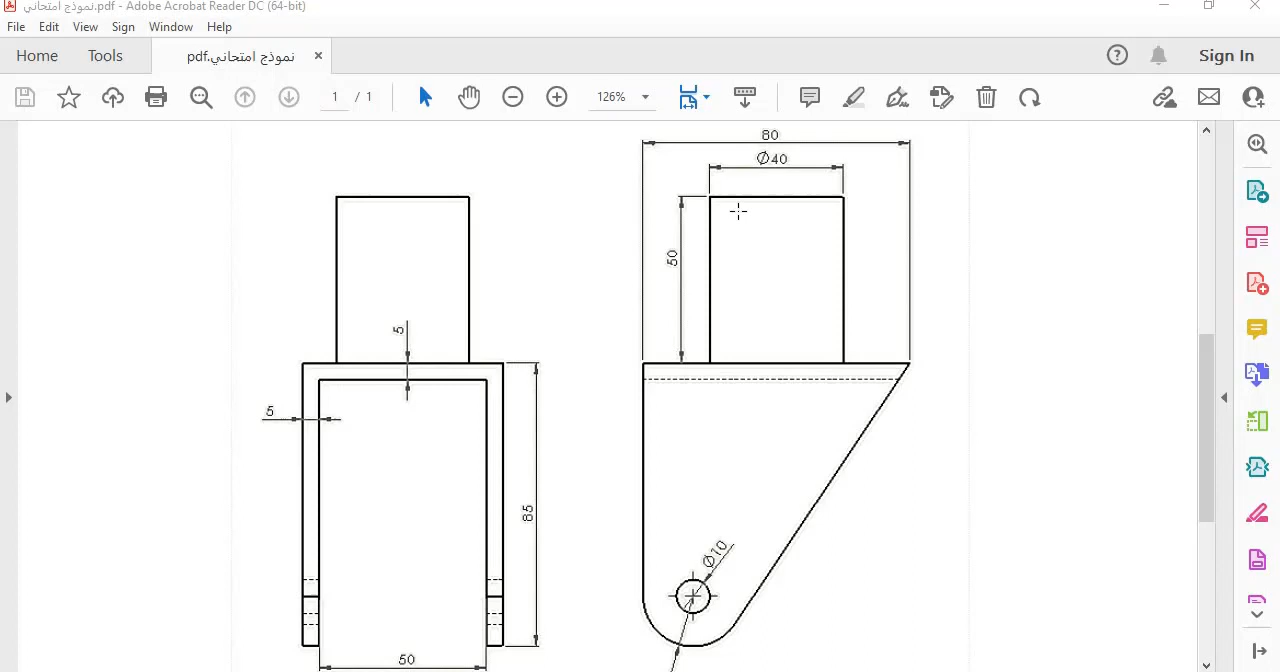 نموذج امتحاني.pdf - Adobe Acrobat Reader DC (64-bit)
File Edit View Sign Window Help
Home Tools نموذج امتحاني.pdf × Sign In
1 / 1 126%
80
Ø40
50
5
5
85
Ø10
50